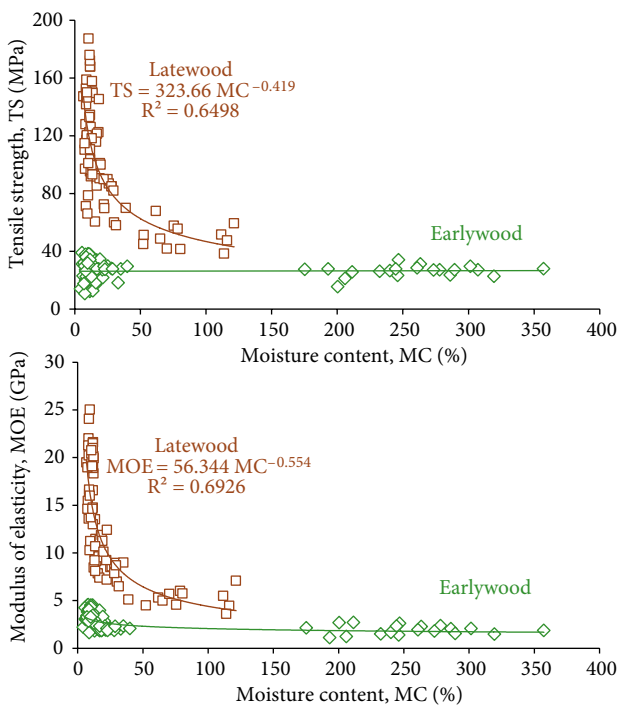 Tensile strength, TS (MPa)
200
160
120
80
40
0
Latewood
TS = 323.66 MC⁻⁰·⁴¹⁹
R² = 0.6498
Earlywood
0 50 100 150 200 250 300 350 400
Moisture content, MC (%)
Modulus of elasticity, MOE (GPa)
30
25
20
15
10
5
0
Latewood
MOE = 56.344 MC⁻⁰·⁵⁵⁴
R² = 0.6926
Earlywood
0 50 100 150 200 250 300 350 400
Moisture content, MC (%)